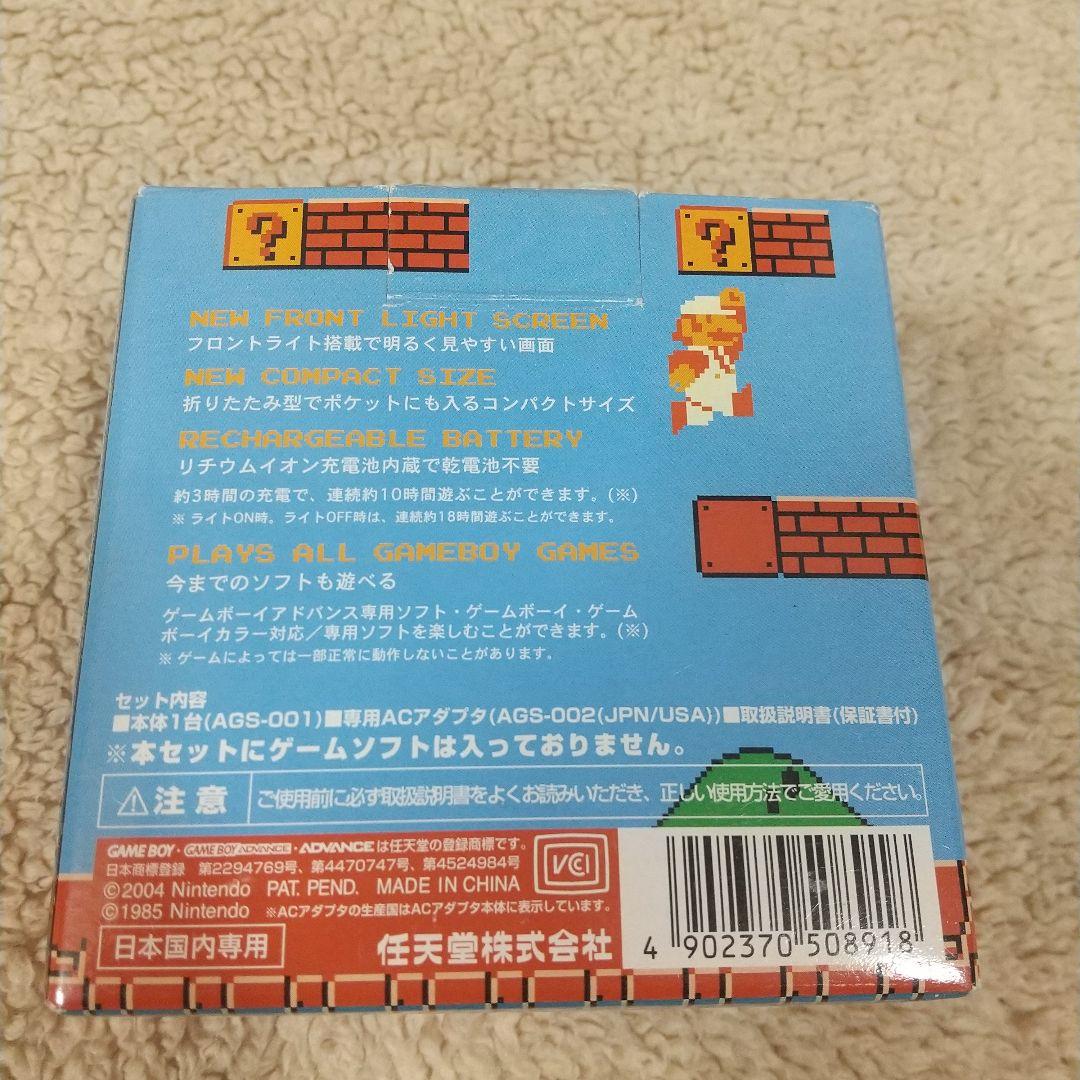 ?
?
NEW FRONT LIGHT SCREEN
フロントライト搭載で明るく見やすい画面
NEW COMPACT SIZE
折りたたみ型でポケットにも入るコンパクトサイズ
RECHARGEABLE BATTERY
リチウムイオン充電池内蔵で乾電池不要
約3時間の充電で、連続約10時間遊ぶことができます。(※)
※ ライトON時。ライトOFF時は、連続約18時間遊ぶことができます。
PLAYS ALL GAMEBOY GAMES
今までのソフトも遊べる
ゲームボーイアドバンス専用ソフト・ゲームボーイ・ゲーム
ボーイカラー対応／専用ソフトを楽しむことができます。(※)
※ ゲームによっては一部正常に動作しないことがあります。
セット内容
■本体1台(AGS-001)■専用ACアダプタ(AGS-002(JPN/USA))■取扱説明書(保証書付)
※本セットにゲームソフトは入っておりません。
注意 ご使用前に必ず取扱説明書をよくお読みいただき、正しい使用方法でご愛用ください。
GAME BOY・GAME BOY ADVANCE・ADVANCEは任天堂の登録商標です。
日本商標登録 第2294769号、第4470747号、第4524984号
©2004 Nintendo PAT. PEND. MADE IN CHINA
©1985 Nintendo ※ACアダプタの生産国はACアダプタ本体に表示しています。
VCCI
日本国内専用 任天堂株式会社
4 902370 508918